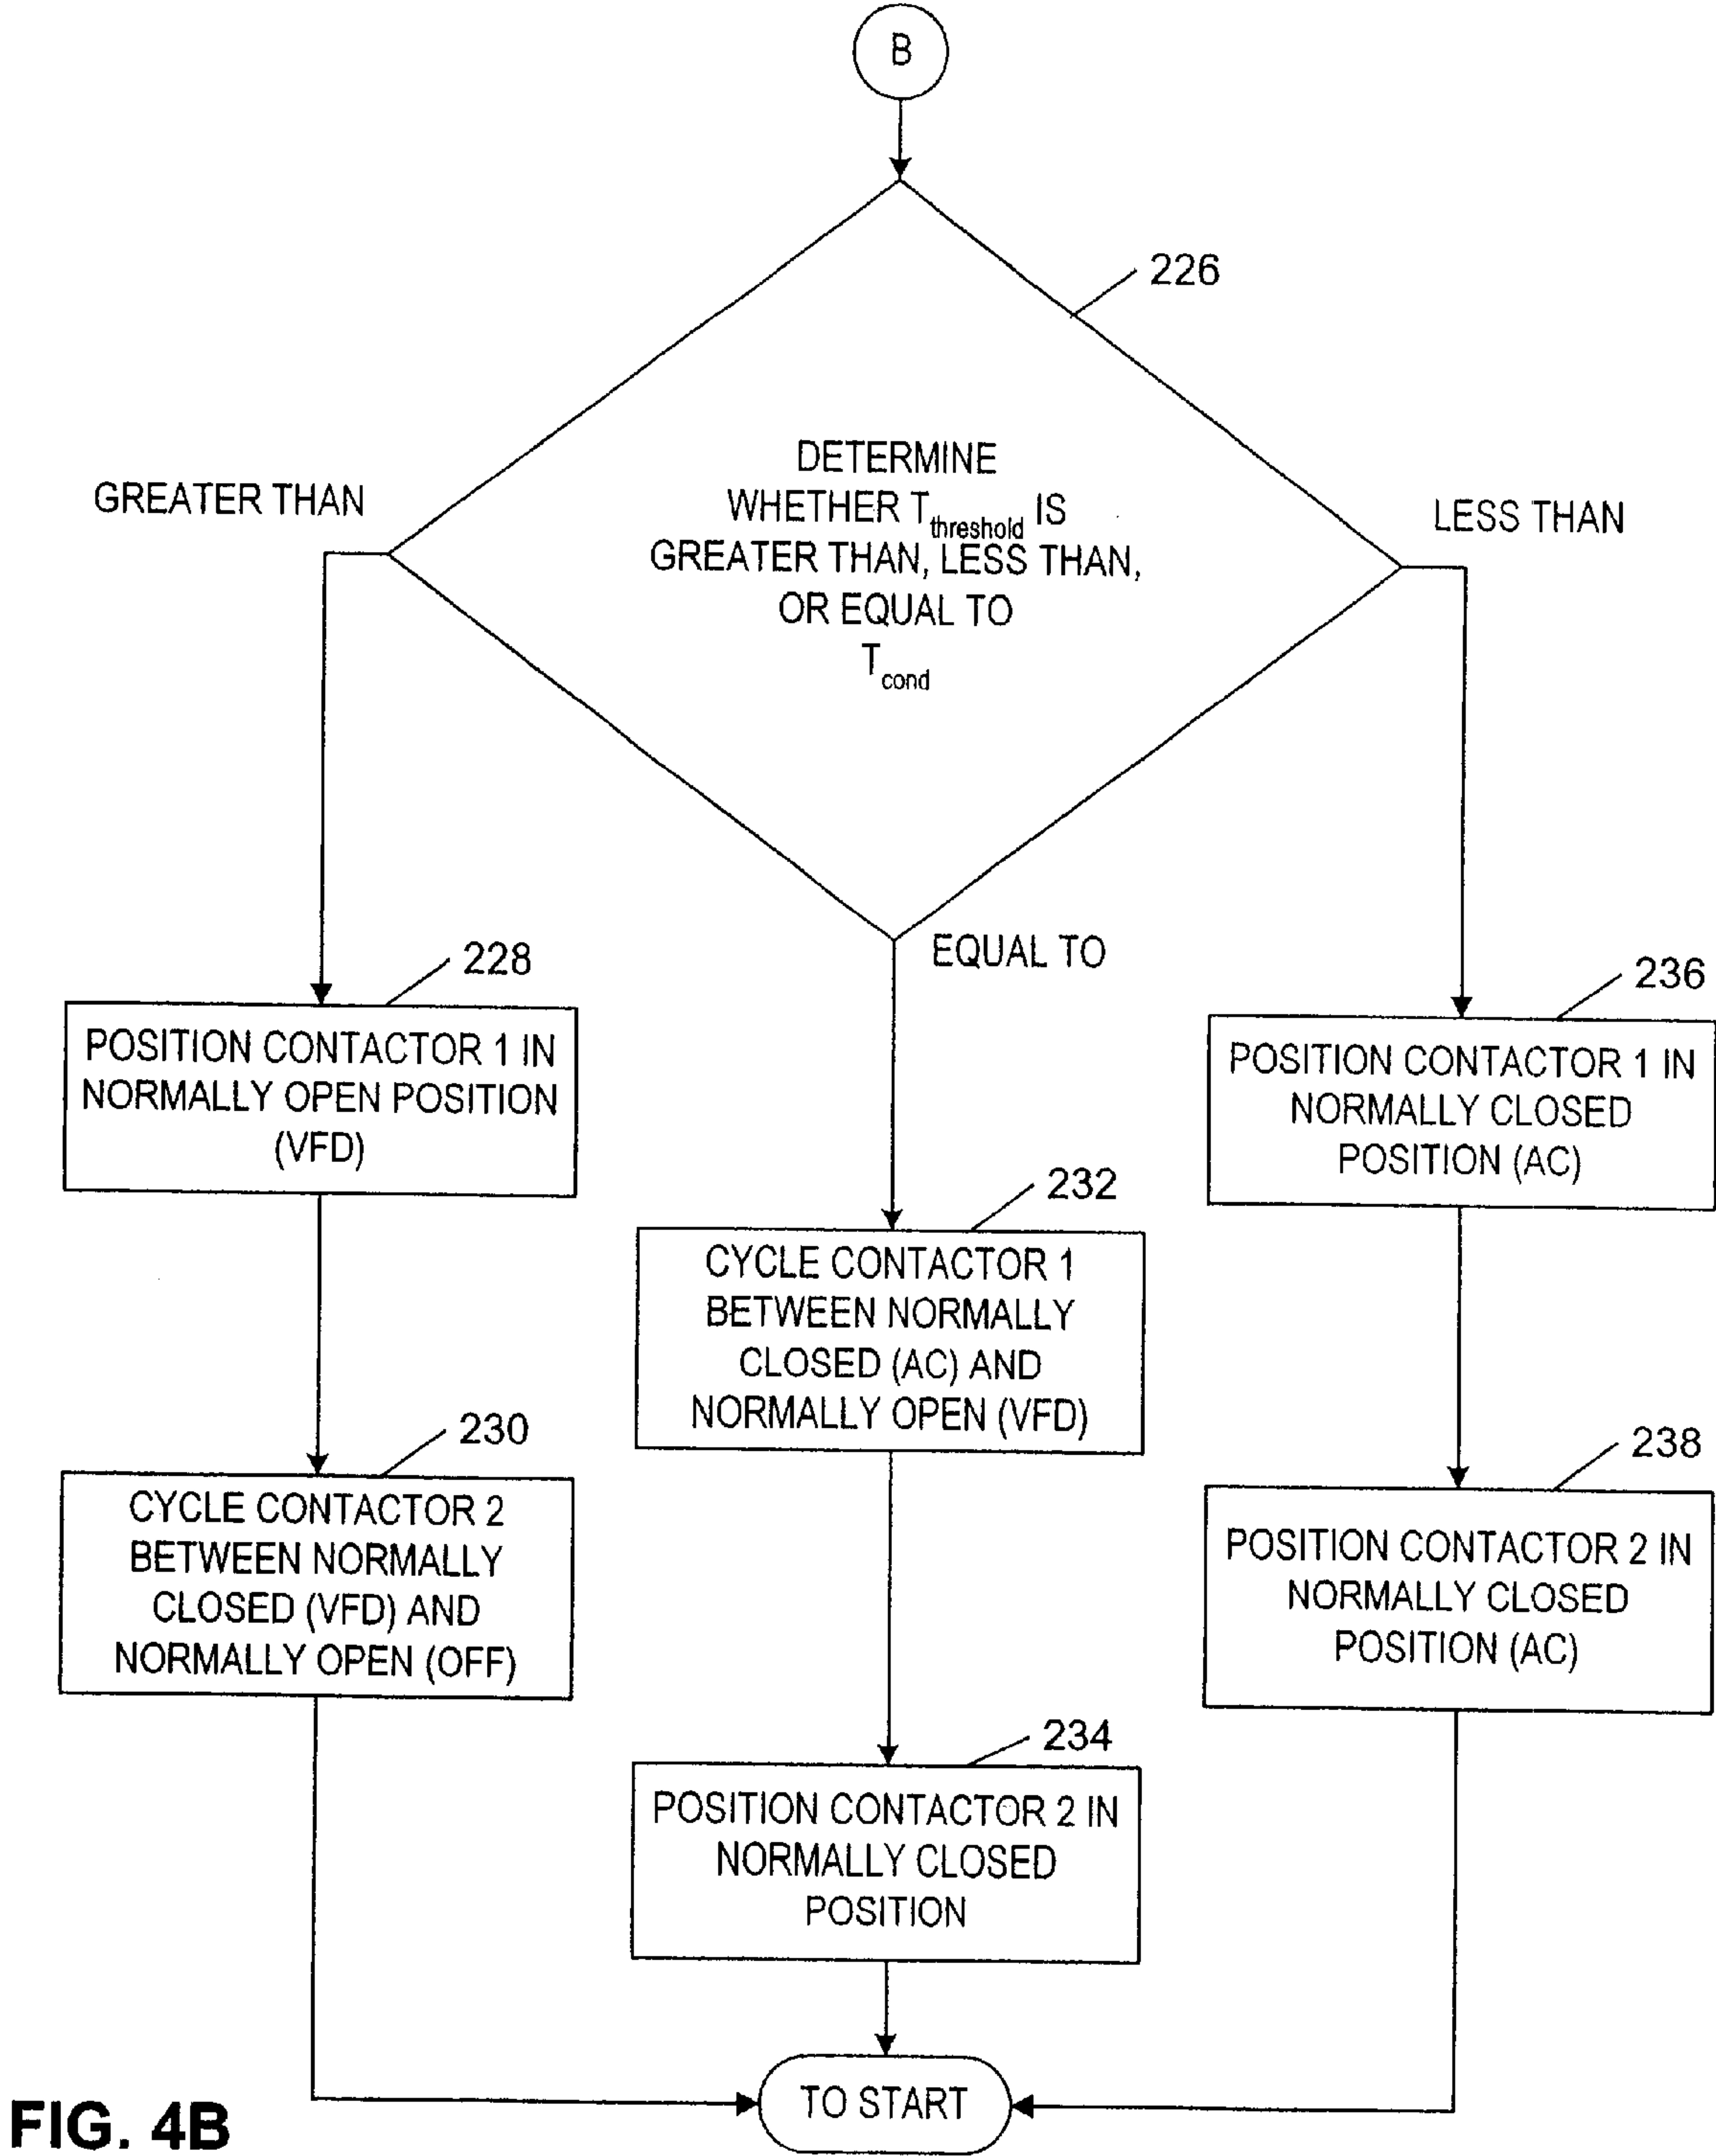 B
226
DETERMINE
WHETHER T_threshold IS
GREATER THAN, LESS THAN,
OR EQUAL TO
T_cond
GREATER THAN
LESS THAN
EQUAL TO
228
POSITION CONTACTOR 1 IN
NORMALLY OPEN POSITION
(VFD)
230
CYCLE CONTACTOR 2
BETWEEN NORMALLY
CLOSED (VFD) AND
NORMALLY OPEN (OFF)
232
CYCLE CONTACTOR 1
BETWEEN NORMALLY
CLOSED (AC) AND
NORMALLY OPEN (VFD)
234
POSITION CONTACTOR 2 IN
NORMALLY CLOSED
POSITION
236
POSITION CONTACTOR 1 IN
NORMALLY CLOSED
POSITION (AC)
238
POSITION CONTACTOR 2 IN
NORMALLY CLOSED
POSITION (AC)
TO START
FIG. 4B